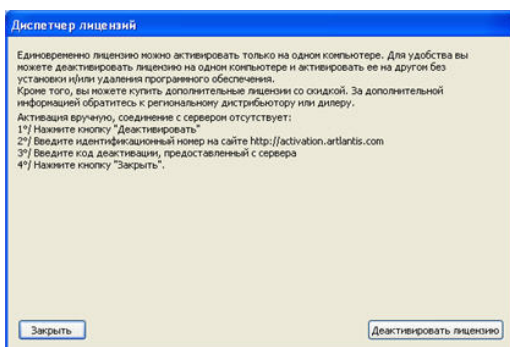 Диспетчер лицензий
Единовременно лицензию можно активировать только на одном компьютере. Для удобства вы
можете деактивировать лицензию на одном компьютере и активировать ее на другом без
установки и/или удаления программного обеспечения.
Кроме того, вы можете купить дополнительные лицензии со скидкой. За дополнительной
информацией обратитесь к региональному дистрибьютору или дилеру.
Активация вручную, соединение с сервером отсутствует:
1°/ Нажмите кнопку "Деактивировать"
2°/ Введите идентификационный номер на сайте http://activation.artlantis.com
3°/ Введите код деактивации, предоставленный с сервера
4°/ Нажмите кнопку "Закрыть".
Закрыть
Деактивировать лицензию